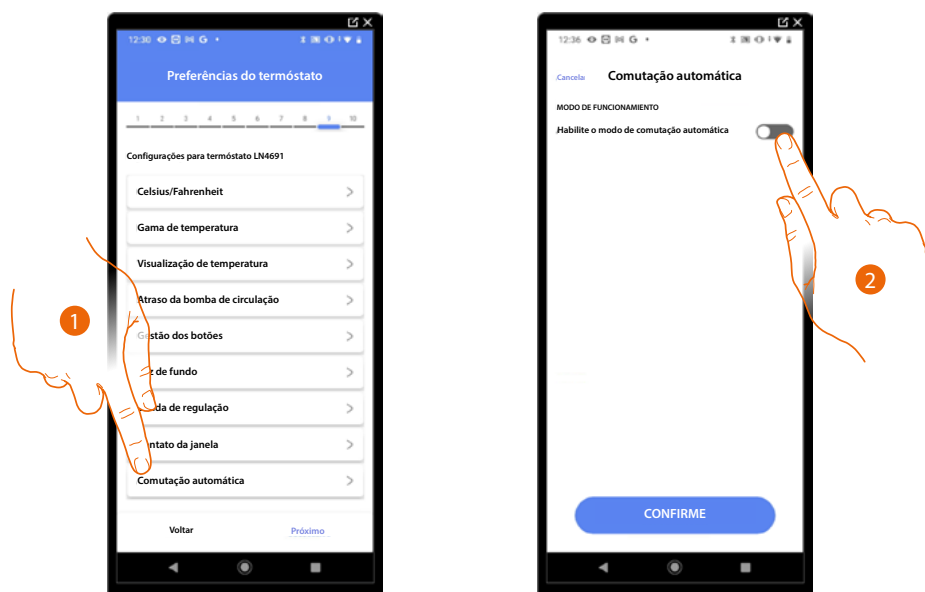 12:30 G
Preferências do termóstato
1 2 3 4 5 6 7 8 9 10
Configurações para termóstato LN4691
Celsius/Fahrenheit
Gama de temperatura
Visualização de temperatura
Atraso da bomba de circulação
Gestão dos botões
z de fundo
da de regulação
ntato da janela
Comutação automática
Voltar Próximo
1
12:36 G
Cancela Comutação automática
MODO DE FUNCIONAMIENTO
Habilite o modo de comutação automática
CONFIRME
2